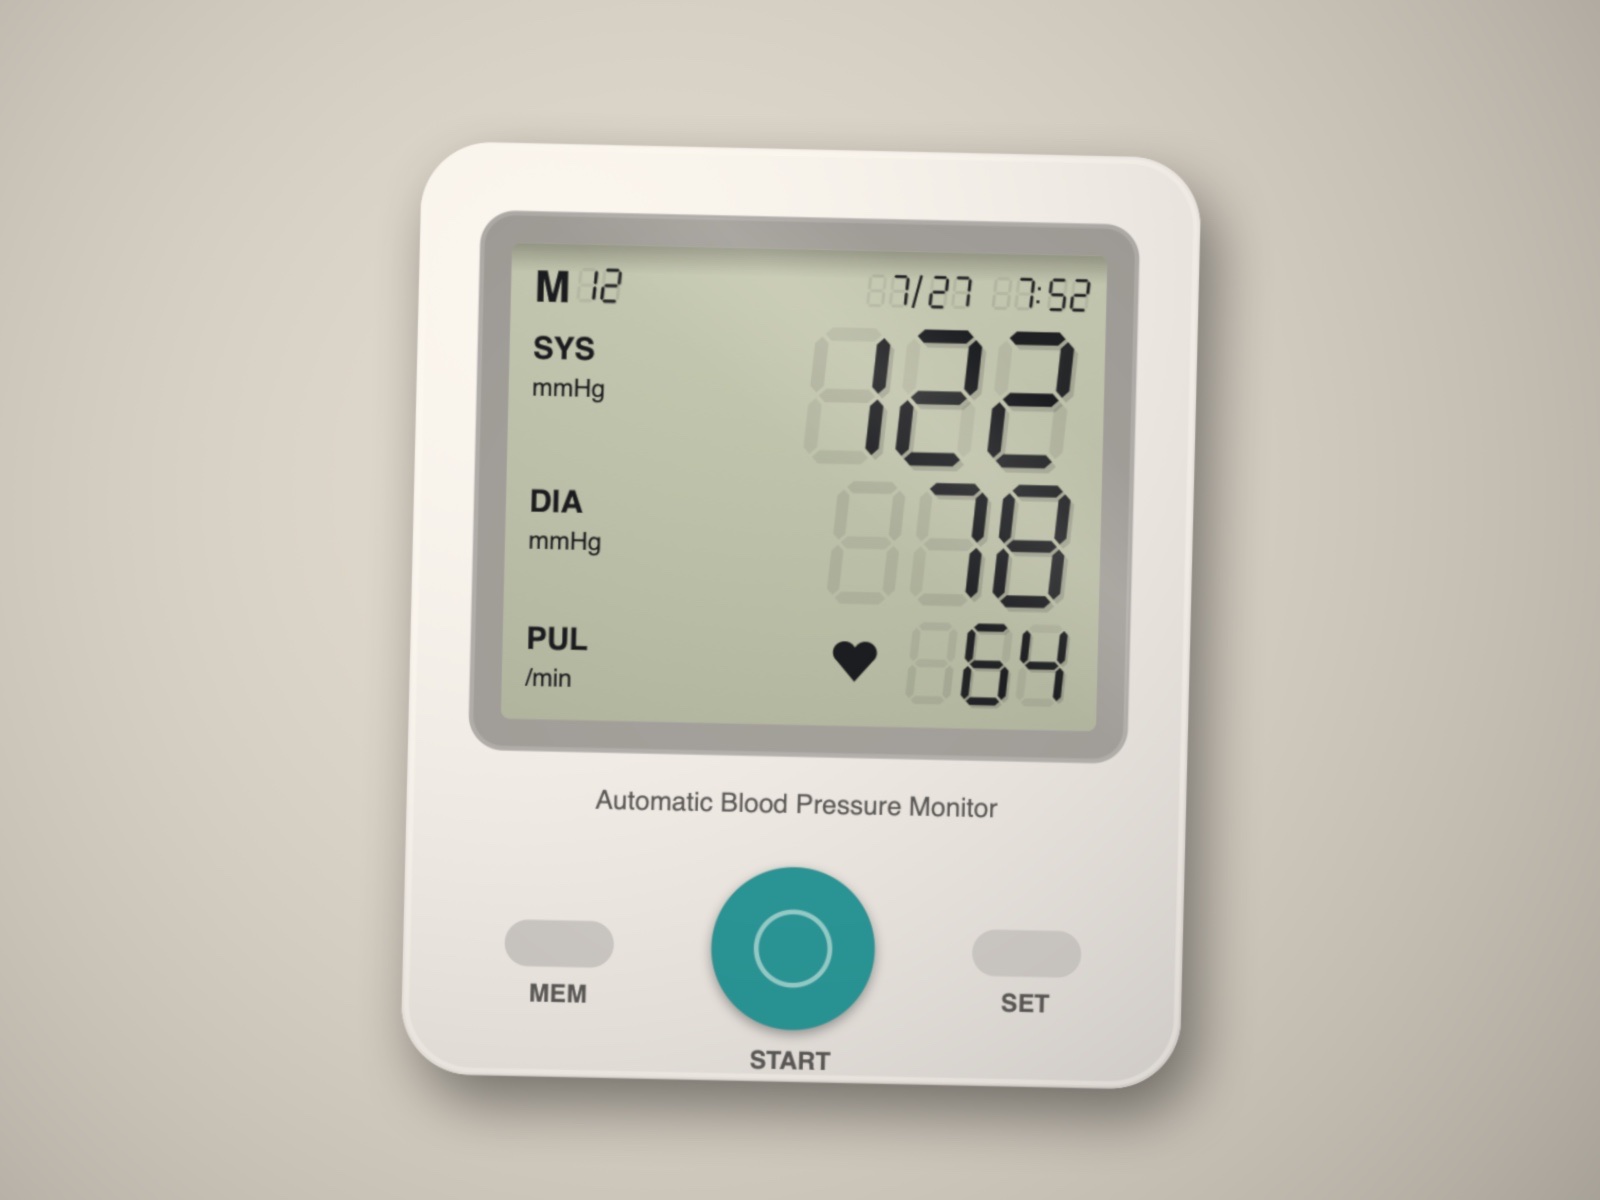 M 12 7/27 7:52
SYS 122
mmHg
DIA 78
mmHg
PUL 64
/min
Automatic Blood Pressure Monitor
MEM
SET
START